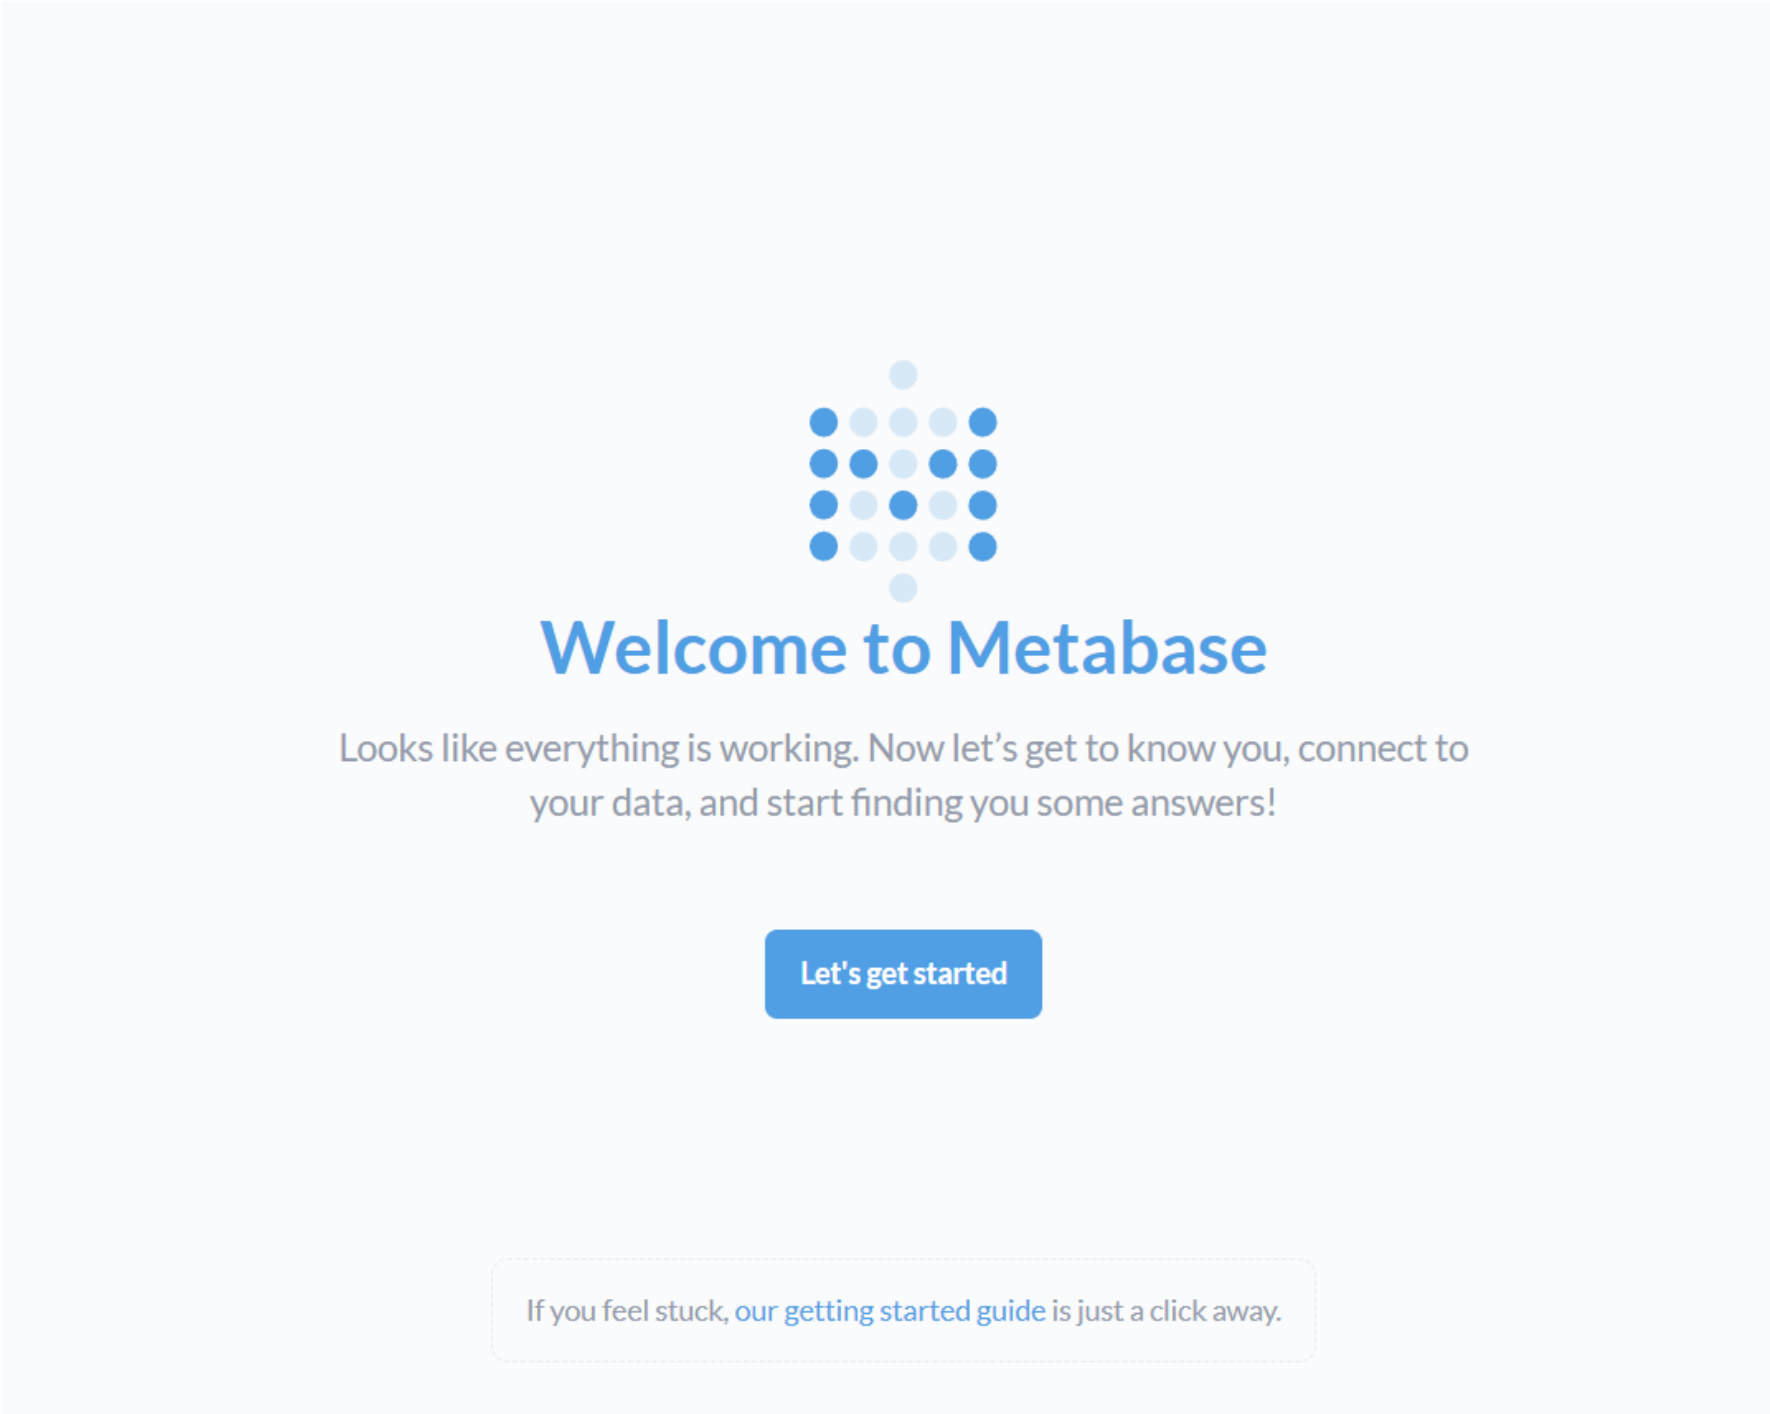 Welcome to Metabase
Looks like everything is working. Now let’s get to know you, connect to
your data, and start finding you some answers!
Let's get started
If you feel stuck, our getting started guide is just a click away.